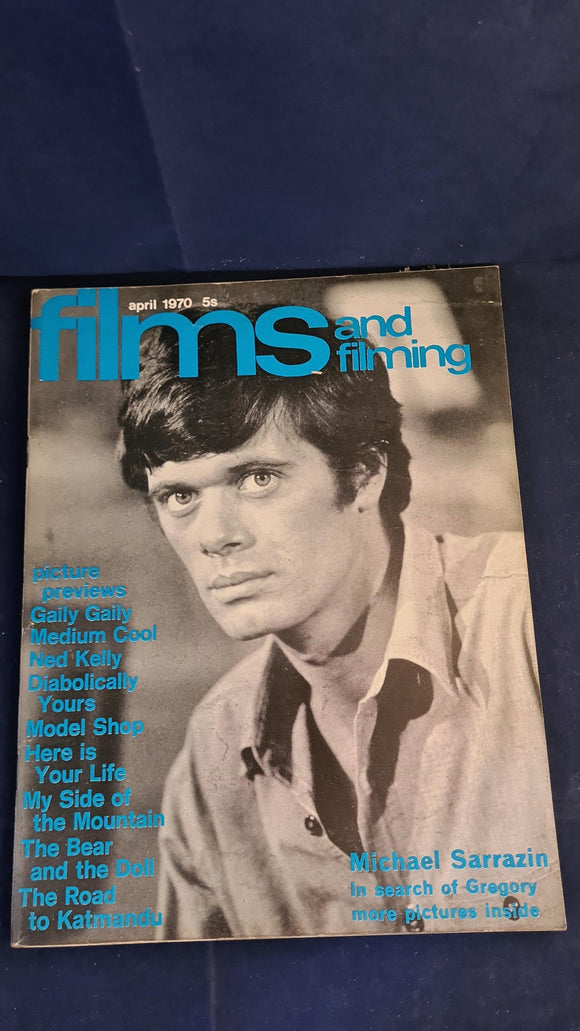 april 1970 5s
films and filming
picture
previews
Gaily Gaily
Medium Cool
Ned Kelly
Diabolically
Yours
Model Shop
Here is
Your Life
My Side of
the Mountain
The Bear
and the Doll
The Road
to Katmandu
Michael Sarrazin
In search of Gregory
more pictures inside